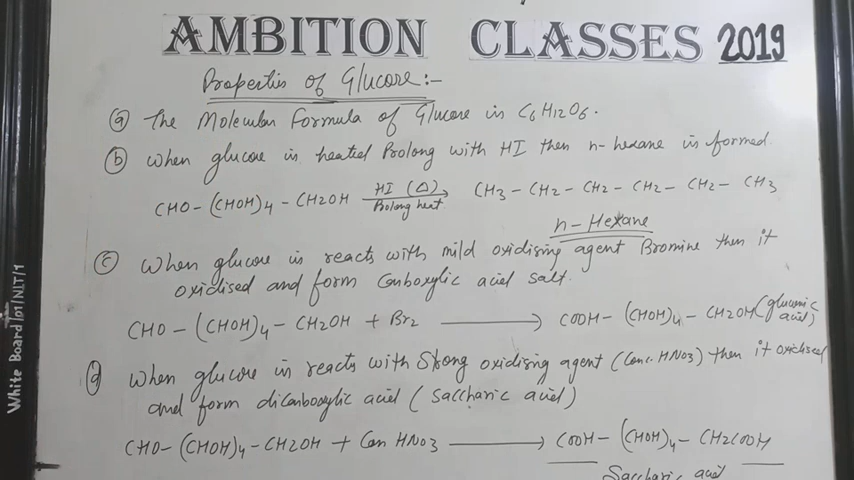 AMBITION CLASSES 2019
Properties of Glucose:-
(a) The Molecular Formula of Glucose is C6H12O6.
(b) When glucose is heated Prolong with HI then n-hexane is formed.
CHO-(CHOH)4-CH2OH HI (Δ) Prolong heat → CH3-CH2-CH2-CH2-CH2-CH3
n-Hexane
(c) When glucose is reacts with mild oxidising agent Bromine then it
oxidised and form Carboxylic acid salt.
CHO-(CHOH)4-CH2OH + Br2 → COOH-(CHOH)4-CH2OH (gluconic acid)
(d) When glucose is reacts with Strong oxidising agent (Conc. HNO3) then it oxidised
and form dicarboxylic acid (Saccharic acid)
CHO-(CHOH)4-CH2OH + Con HNO3 → COOH-(CHOH)4-CH2COOH
Saccharic acid
White Board/01/NIT/1